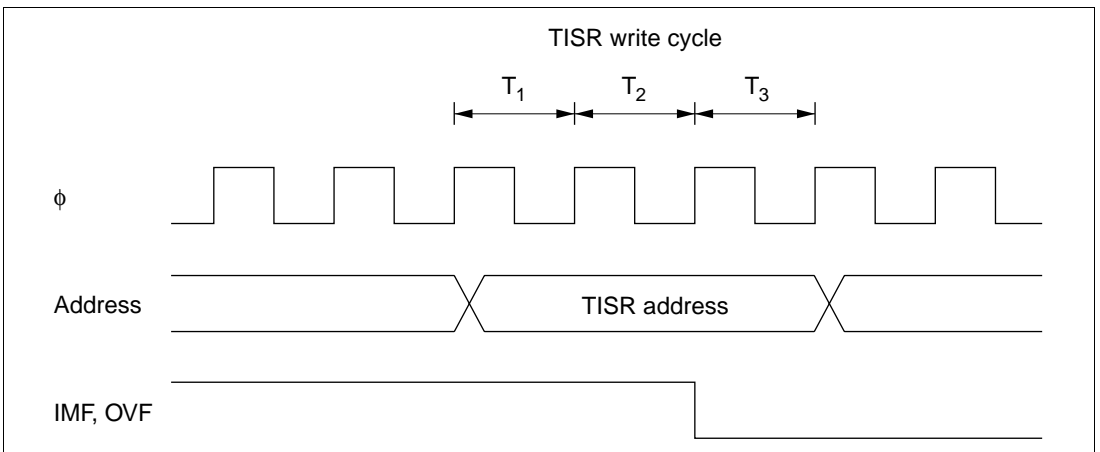 TISR write cycle
T1 T2 T3
ϕ
Address TISR address
IMF, OVF